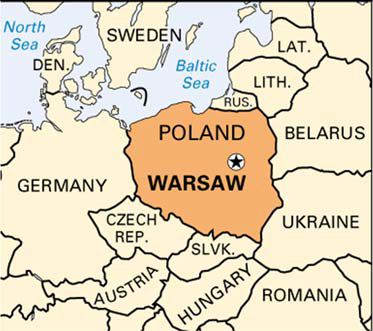 North
Sea
SWEDEN
LAT.
DEN.
Baltic
Sea
LITH.
RUS.
POLAND
BELARUS
WARSAW
GERMANY
CZECH
REP.
UKRAINE
SLVK.
AUSTRIA
HUNGARY
ROMANIA